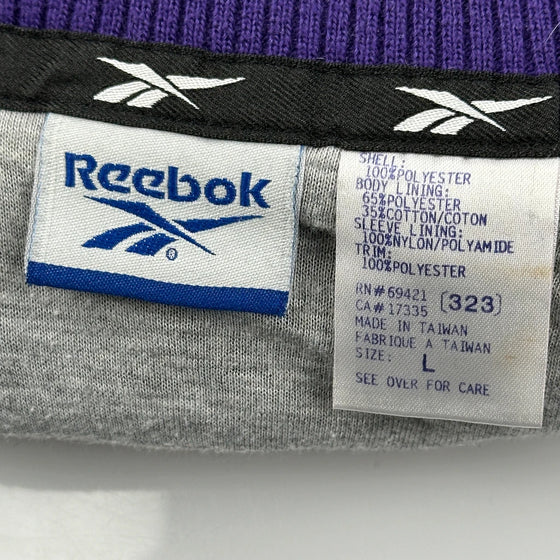 Reebok
®
SHELL:
100%POLYESTER
BODY LINING:
65%POLYESTER
35%COTTON/COTON
SLEEVE LINING:
100%NYLON/POLYAMIDE
TRIM:
100%POLYESTER
RN#69421 [323]
CA#17335
MADE IN TAIWAN
FABRIQUE A TAIWAN
SIZE: L
SEE OVER FOR CARE